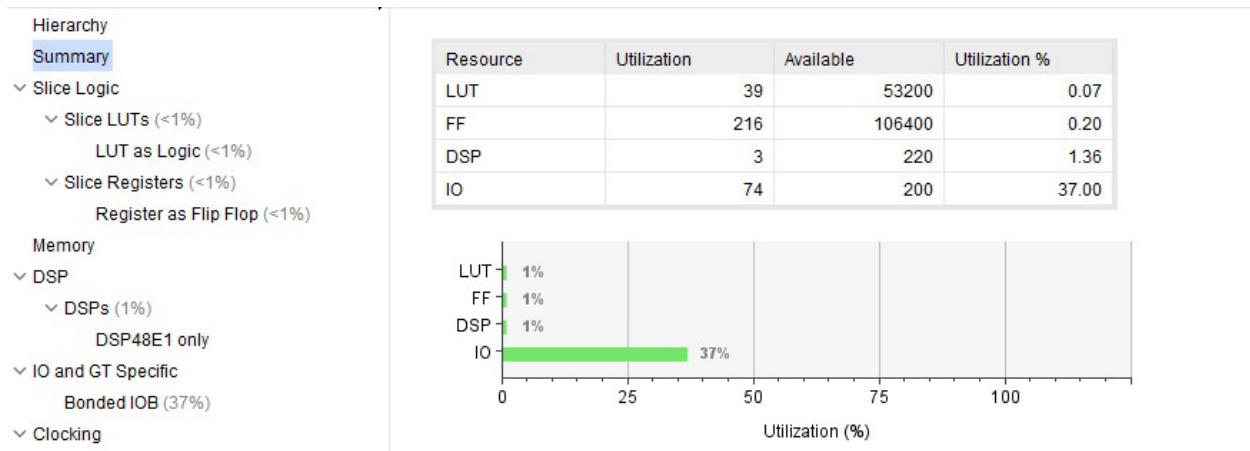 Hierarchy
Summary
Slice Logic
Slice LUTs (<1%)
LUT as Logic (<1%)
Slice Registers (<1%)
Register as Flip Flop (<1%)
Memory
DSP
DSPs (1%)
DSP48E1 only
IO and GT Specific
Bonded IOB (37%)
Clocking
Resource Utilization Available Utilization %
LUT 39 53200 0.07
FF 216 106400 0.20
DSP 3 220 1.36
IO 74 200 37.00
LUT 1%
FF 1%
DSP 1%
IO 37%
0 25 50 75 100
Utilization (%)